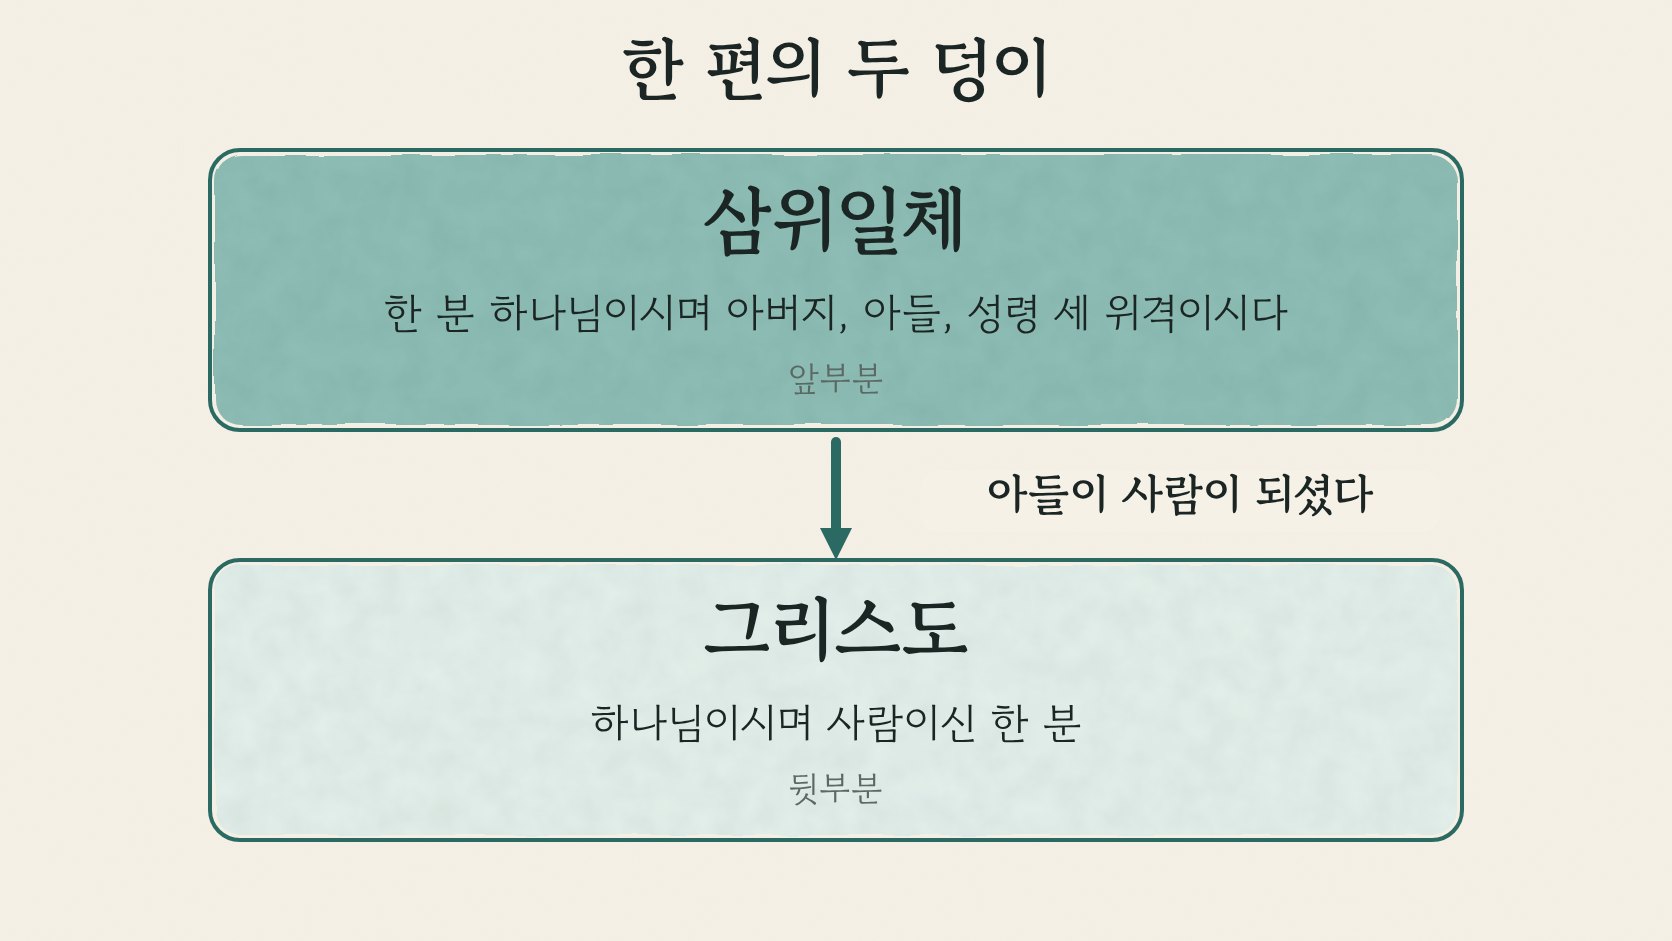 한 편의 두 덩이
삼위일체
한 분 하나님이시며 아버지, 아들, 성령 세 위격이시다
앞부분
아들이 사람이 되셨다
그리스도
하나님이시며 사람이신 한 분
뒷부분